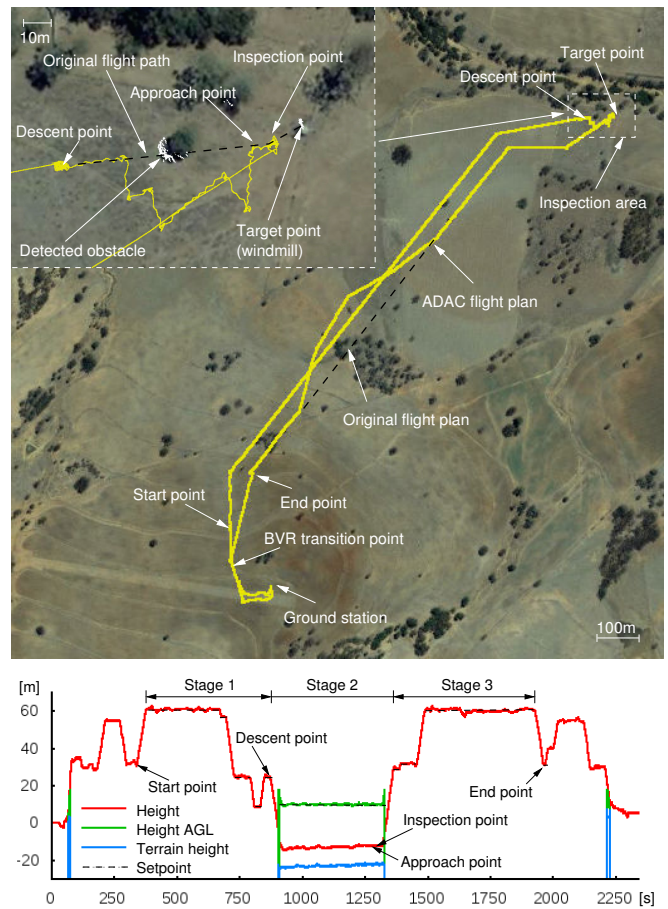 10m
Original flight path
Inspection point
Approach point
Descent point
Detected obstacle
Target point
(windmill)
Target point
Descent point
Inspection area
ADAC flight plan
Original flight plan
Start point
End point
BVR transition point
Ground station
100m
[m]
Stage 1
Stage 2
Stage 3
60
40
20
0
-20
Descent point
Start point
End point
Inspection point
Approach point
Height
Height AGL
Terrain height
Setpoint
0 250 500 750 1000 1250 1500 1750 2000 2250 [s]